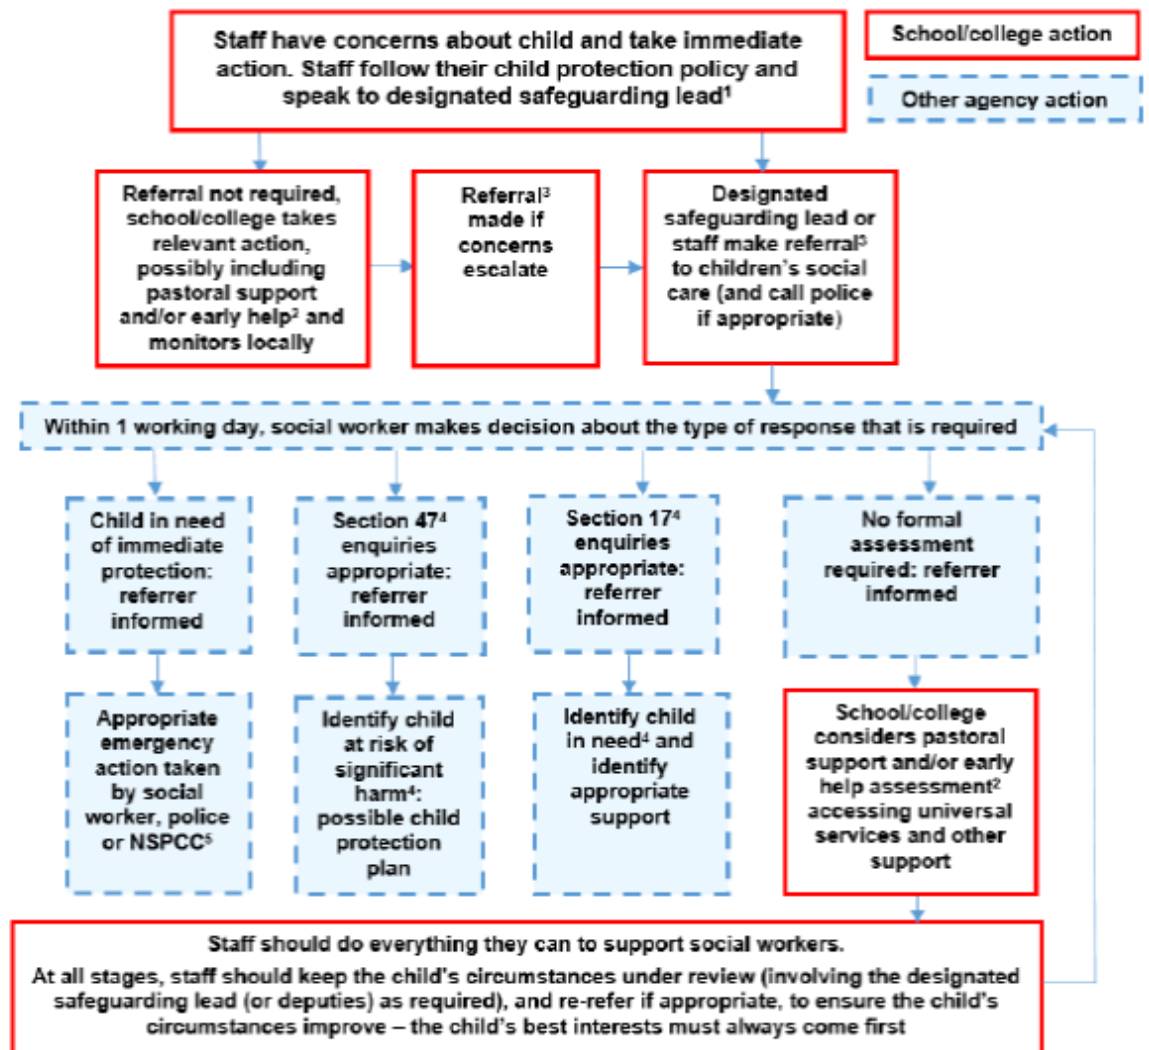 Staff have concerns about child and take immediate
action. Staff follow their child protection policy and
speak to designated safeguarding lead¹
School/college action
Other agency action
Referral not required,
school/college takes
relevant action,
possibly including
pastoral support
and/or early help² and
monitors locally
Referral³
made if
concerns
escalate
Designated
safeguarding lead or
staff make referral³
to children's social
care (and call police
if appropriate)
Within 1 working day, social worker makes decision about the type of response that is required
Child in need
of immediate
protection:
referrer
informed
Section 47⁴
enquiries
appropriate:
referrer
informed
Section 17⁴
enquiries
appropriate:
referrer
informed
No formal
assessment
required: referrer
informed
Appropriate
emergency
action taken
by social
worker, police
or NSPCC⁵
Identify child
at risk of
significant
harm⁴:
possible child
protection
plan
Identify child
in need⁴ and
identify
appropriate
support
School/college
considers pastoral
support and/or early
help assessment²
accessing universal
services and other
support
Staff should do everything they can to support social workers.
At all stages, staff should keep the child's circumstances under review (involving the designated
safeguarding lead (or deputies) as required), and re-refer if appropriate, to ensure the child's
circumstances improve – the child's best interests must always come first